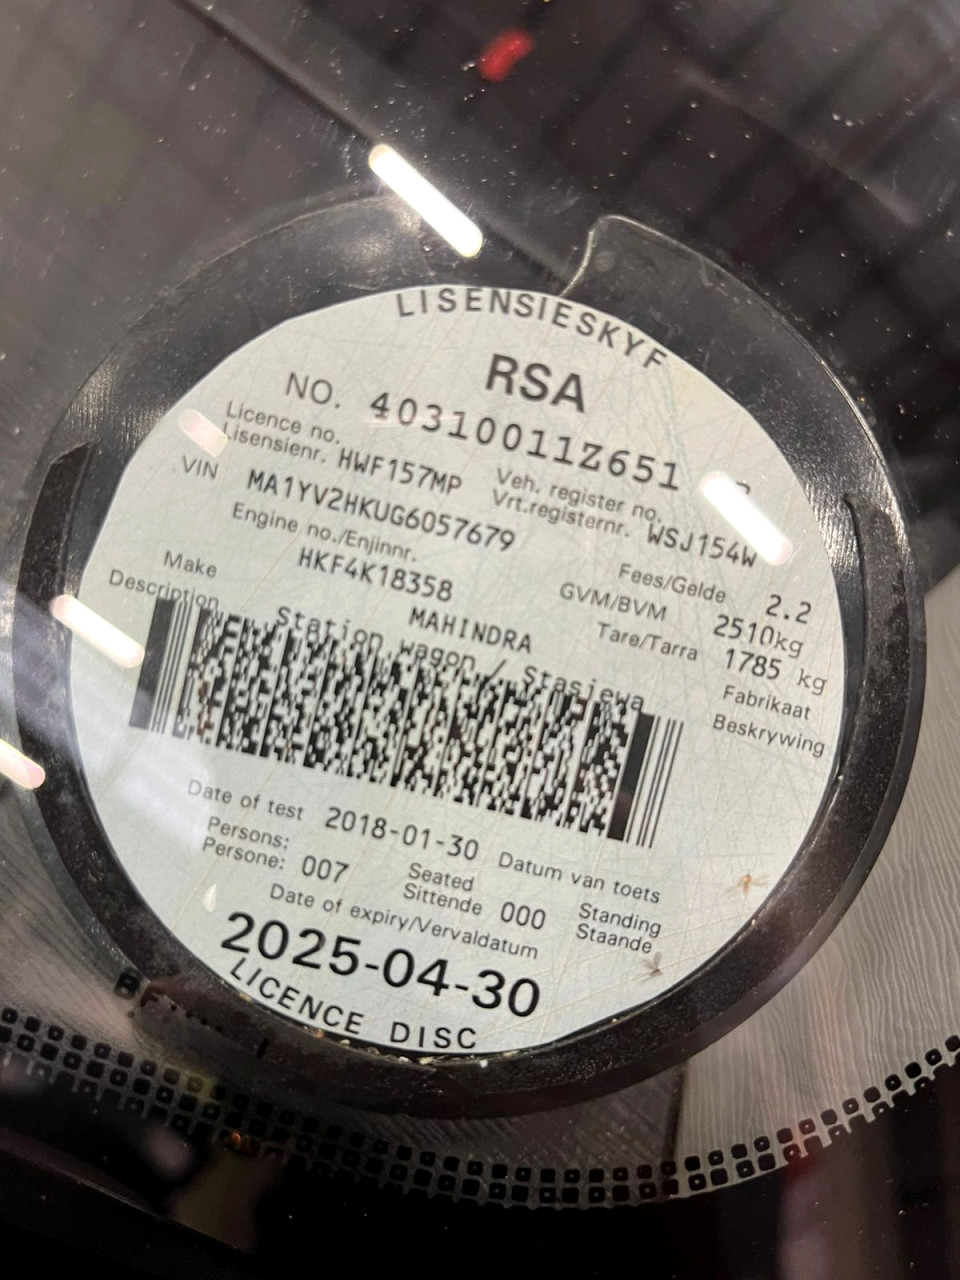 LISENSIESKYF
RSA
NO. 40310011Z651
Licence no.
Lisensienr. HWF157MP
Veh. register no.
Vrt.registernr. WSJ154W
VIN MA1YV2HKUG6057679
Engine no./Enjinnr.
HKF4K18358
Fees/Gelde 2.2
GVM/BVM 2510kg
Tare/Tarra 1785 kg
Make MAHINDRA Fabrikaat
Description Station wagon / Stasiewa Beskrywing
Date of test 2018-01-30 Datum van toets
Persons:
Persone: 007
Seated
Sittende 000
Standing
Staande
Date of expiry/Vervaldatum
2025-04-30
LICENCE DISC